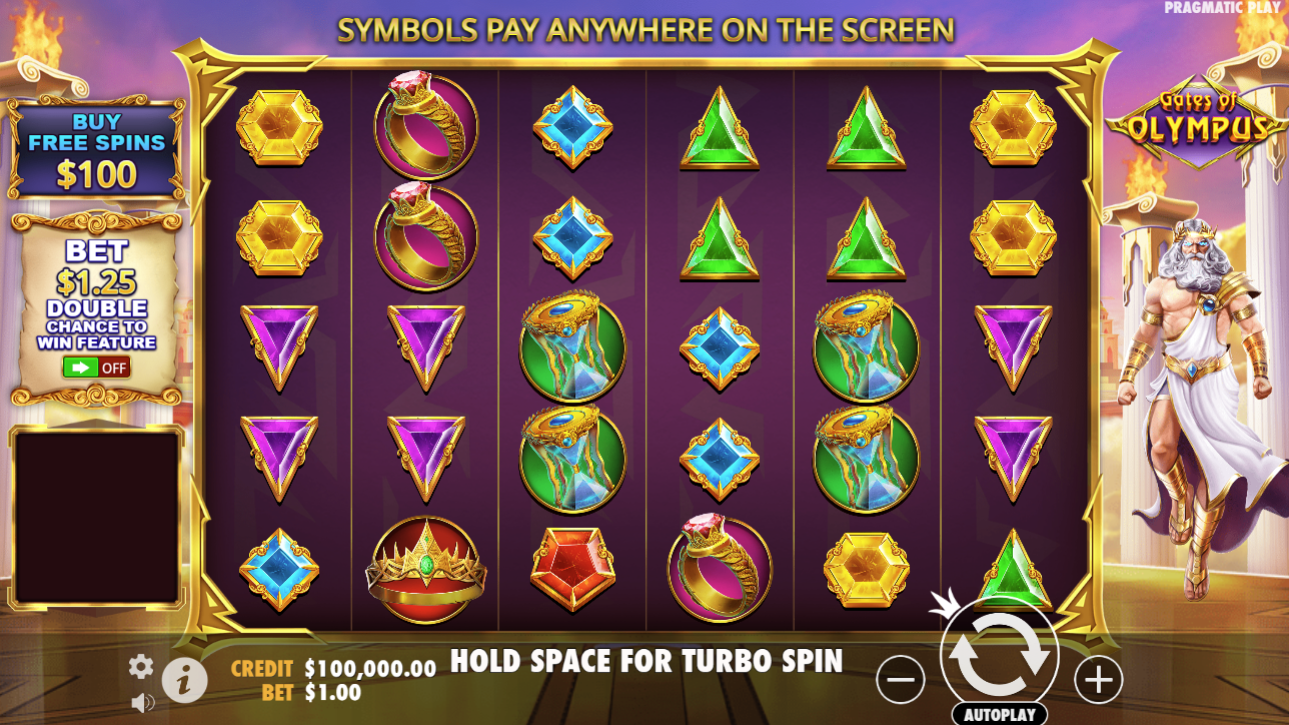 PRAGMATIC PLAY
SYMBOLS PAY ANYWHERE ON THE SCREEN
Gates of
OLYMPUS
BUY
FREE SPINS
$100
BET
$1.25
DOUBLE
CHANCE TO
WIN FEATURE
OFF
CREDIT $100,000.00
BET $1.00
HOLD SPACE FOR TURBO SPIN
AUTOPLAY